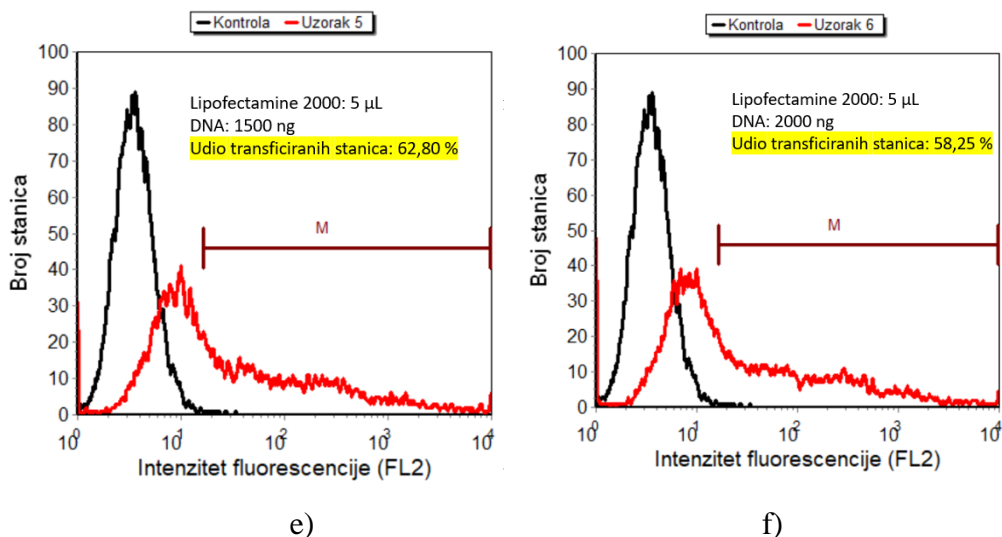 Kontrola Uzorak 5
100
90
80
70
60
50
40
30
20
10
0
Broj stanica
Lipofectamine 2000: 5 µL
DNA: 1500 ng
Udio transficiranih stanica: 62,80 %
M
10^0 10^1 10^2 10^3 10^4
Intenzitet fluorescencije (FL2)
e)
Kontrola Uzorak 6
100
90
80
70
60
50
40
30
20
10
0
Broj stanica
Lipofectamine 2000: 5 µL
DNA: 2000 ng
Udio transficiranih stanica: 58,25 %
M
10^0 10^1 10^2 10^3 10^4
Intenzitet fluorescencije (FL2)
f)